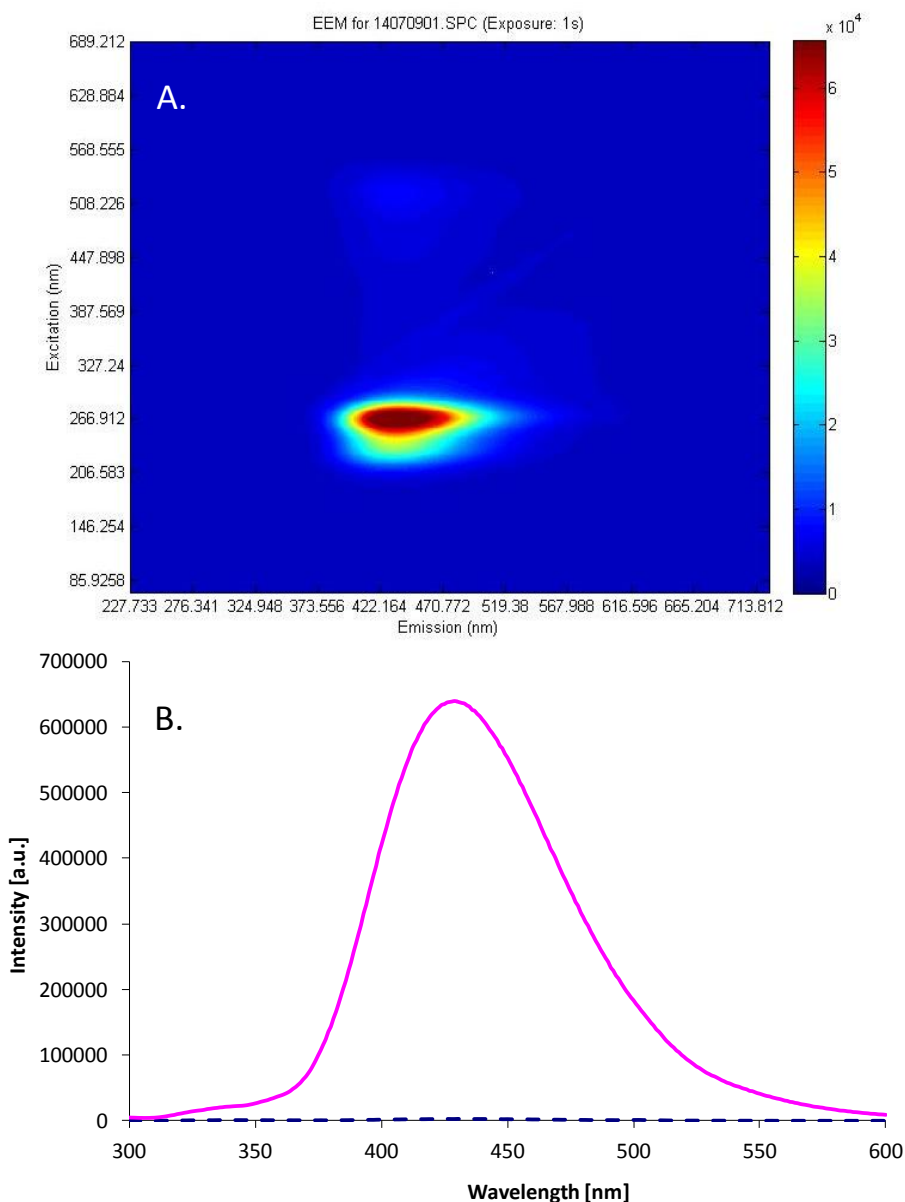 EEM for 14070901.SPC (Exposure: 1s)
x 10^4
A.
689.212
628.884
568.555
508.226
447.898
387.569
327.24
266.912
206.583
146.254
85.9258
Excitation (nm)
6
5
4
3
2
1
0
227.733 276.341 324.948 373.556 422.164 470.772 519.38 567.988 616.596 665.204 713.812
Emission (nm)
B.
700000
600000
500000
400000
300000
200000
100000
0
Intensity [a.u.]
300 350 400 450 500 550 600
Wavelength [nm]